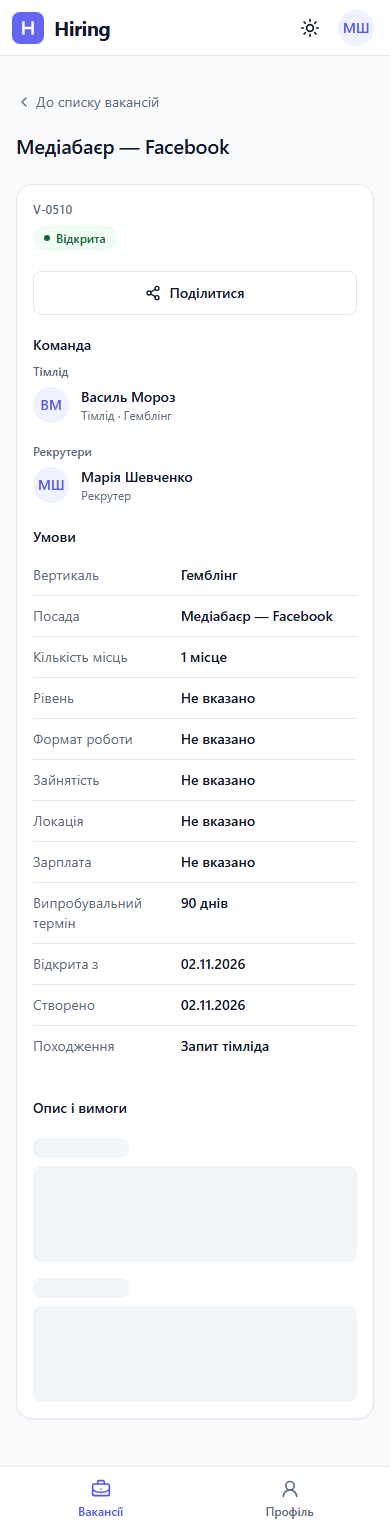 H Hiring МШ
До списку вакансій
Медіабаєр — Facebook
V-0510
Відкрита
Поділитися
Команда
Тімлід
ВМ
Василь Мороз
Тімлід · Гемблінг
Рекрутери
МШ
Марія Шевченко
Рекрутер
Умови
Вертикаль Гемблінг
Посада Медіабаєр — Facebook
Кількість місць 1 місце
Рівень Не вказано
Формат роботи Не вказано
Зайнятість Не вказано
Локація Не вказано
Зарплата Не вказано
Випробувальний 90 днів
термін
Відкрита з 02.11.2026
Створено 02.11.2026
Походження Запит тімліда
Опис і вимоги
Вакансії Профіль